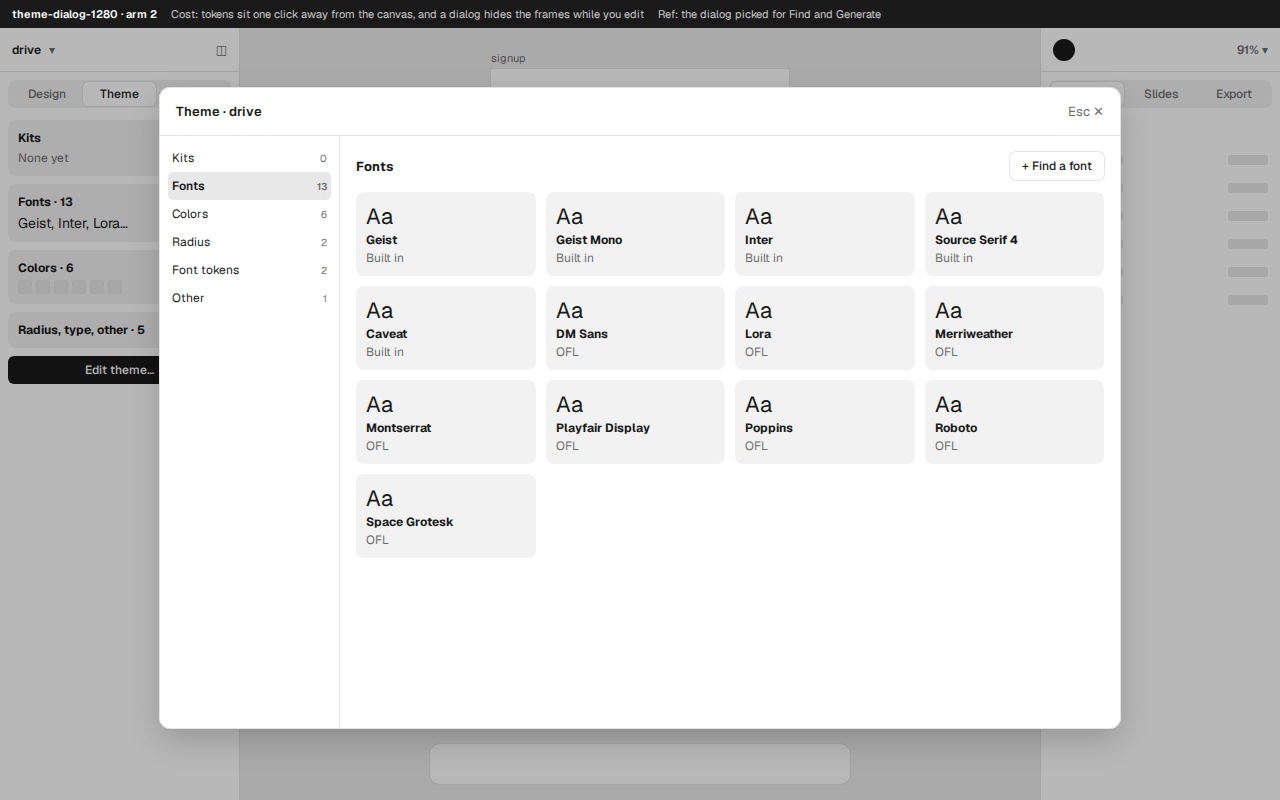 theme-dialog-1280 · arm 2 Cost: tokens sit one click away from the canvas, and a dialog hides the frames while you edit Ref: the dialog picked for Find and Generate
drive ▾
signup
91% ▾
Design Theme
Slides Export
Kits
None yet
Fonts · 13
Geist, Inter, Lora...
Colors · 6
Radius, type, other · 5
Edit theme...
Theme · drive
Esc ✕
Kits 0
Fonts 13
Colors 6
Radius 2
Font tokens 2
Other 1
Fonts
+ Find a font
Aa
Geist
Built in
Aa
Geist Mono
Built in
Aa
Inter
Built in
Aa
Source Serif 4
Built in
Aa
Caveat
Built in
Aa
DM Sans
OFL
Aa
Lora
OFL
Aa
Merriweather
OFL
Aa
Montserrat
OFL
Aa
Playfair Display
OFL
Aa
Poppins
OFL
Aa
Roboto
OFL
Aa
Space Grotesk
OFL